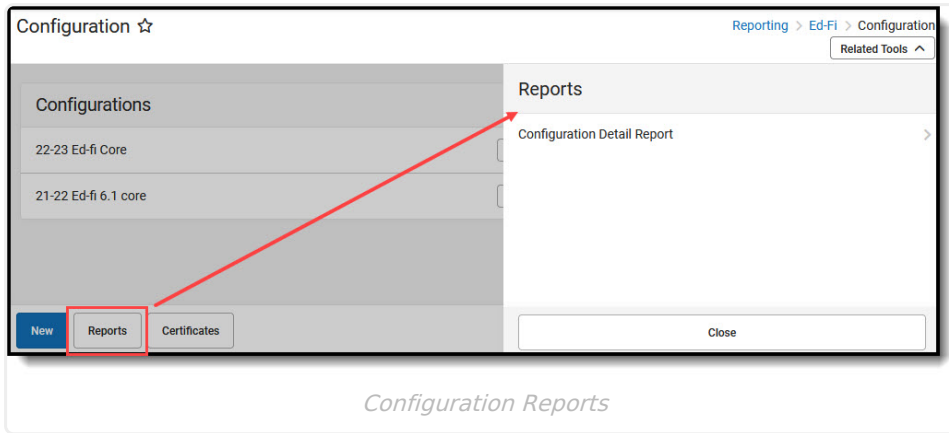 Configuration
Reporting > Ed-Fi > Configuration
Related Tools
Configurations
22-23 Ed-fi Core
21-22 Ed-fi 6.1 core
New
Reports
Certificates
Reports
Configuration Detail Report
Close
Configuration Reports